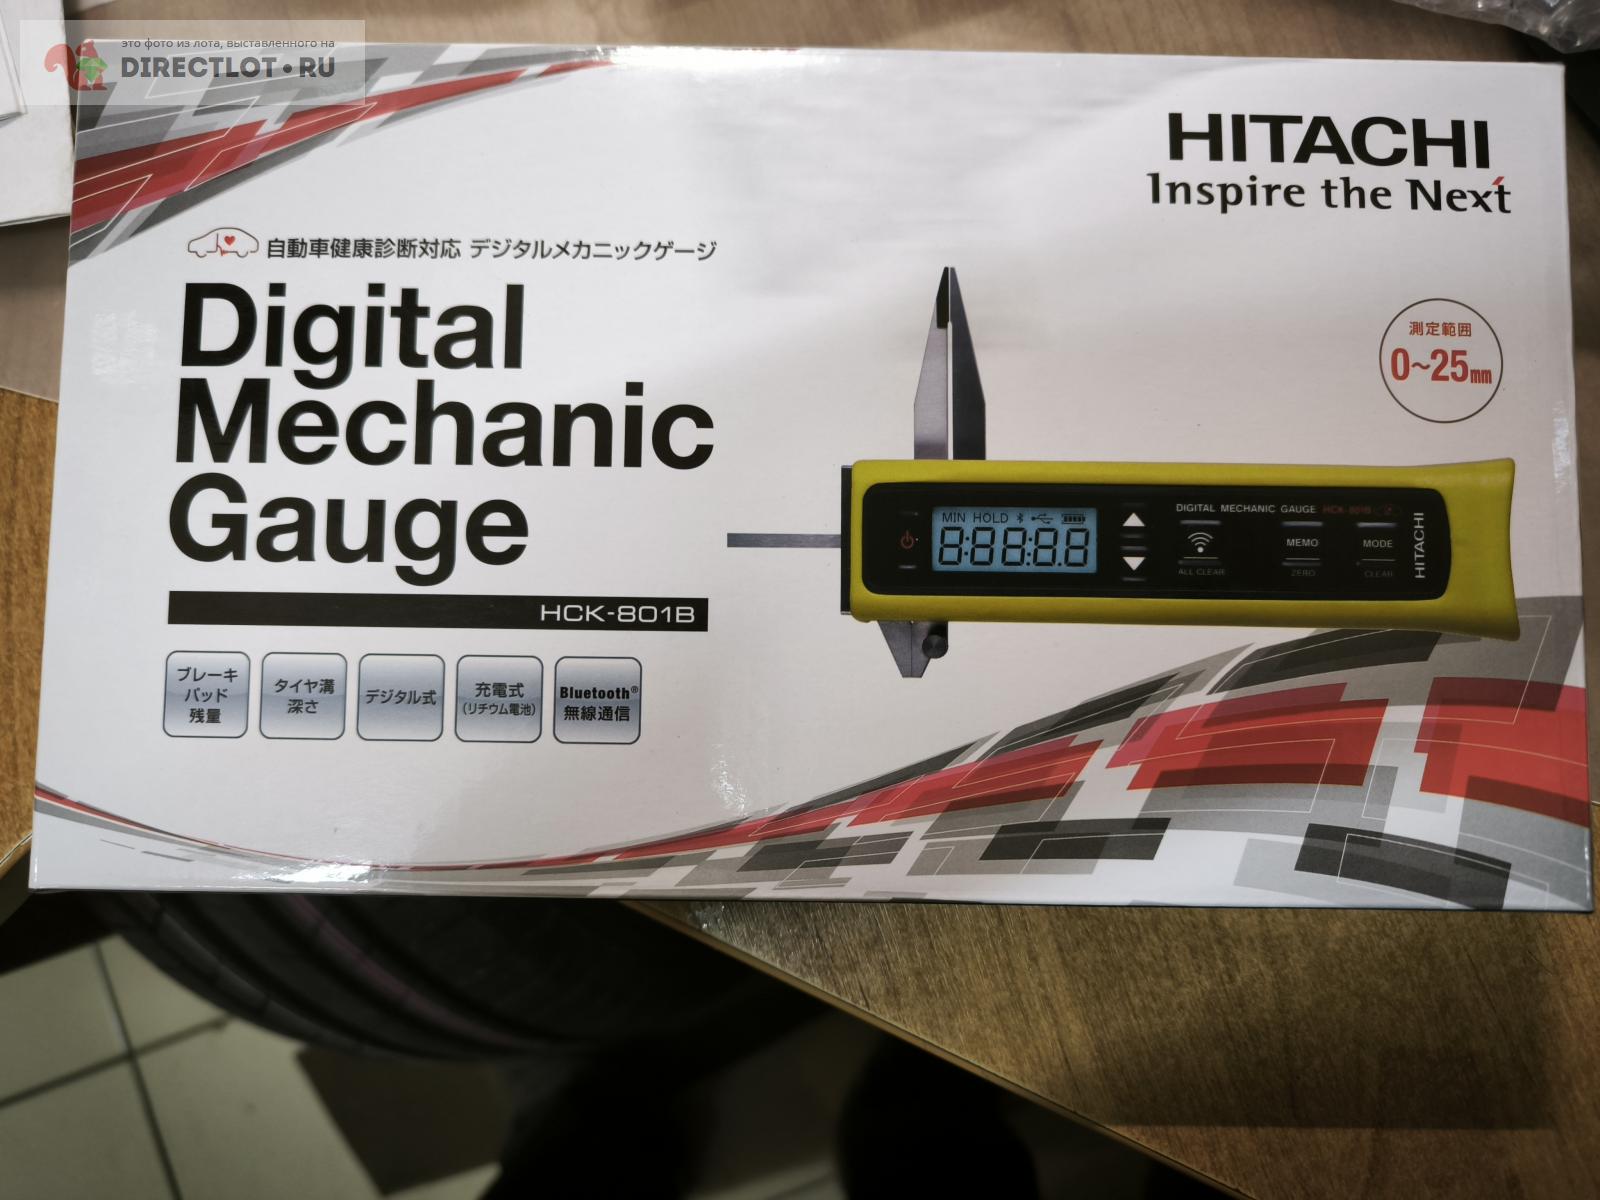 это фото из лота, выставленного на
DIRECTLOT•RU
HITACHI
Inspire the Next
自動車健康診断対応 デジタルメカニックゲージ
Digital
Mechanic
Gauge
HCK-801B
ブレーキ
パッド
残量
タイヤ溝
深さ
デジタル式
充電式
(リチウム電池)
Bluetooth®
無線通信
測定範囲
0~25mm
MIN HOLD
8:88:8.8
DIGITAL MECHANIC GAUGE HCK-801B
MEMO
MODE
ALL CLEAR
ZERO
CLEAR
HITACHI